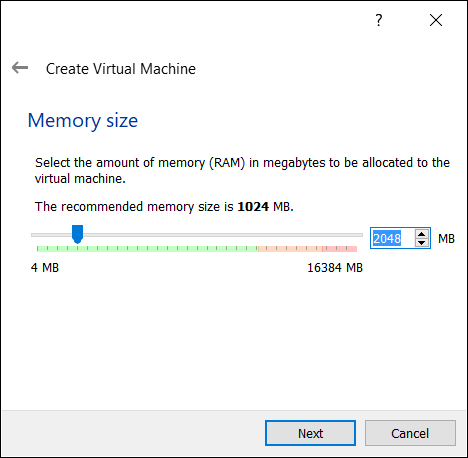 ?
Create Virtual Machine
Memory size
Select the amount of memory (RAM) in megabytes to be allocated to the
virtual machine.
The recommended memory size is 1024 MB.
2048 MB
4 MB 16384 MB
Next Cancel